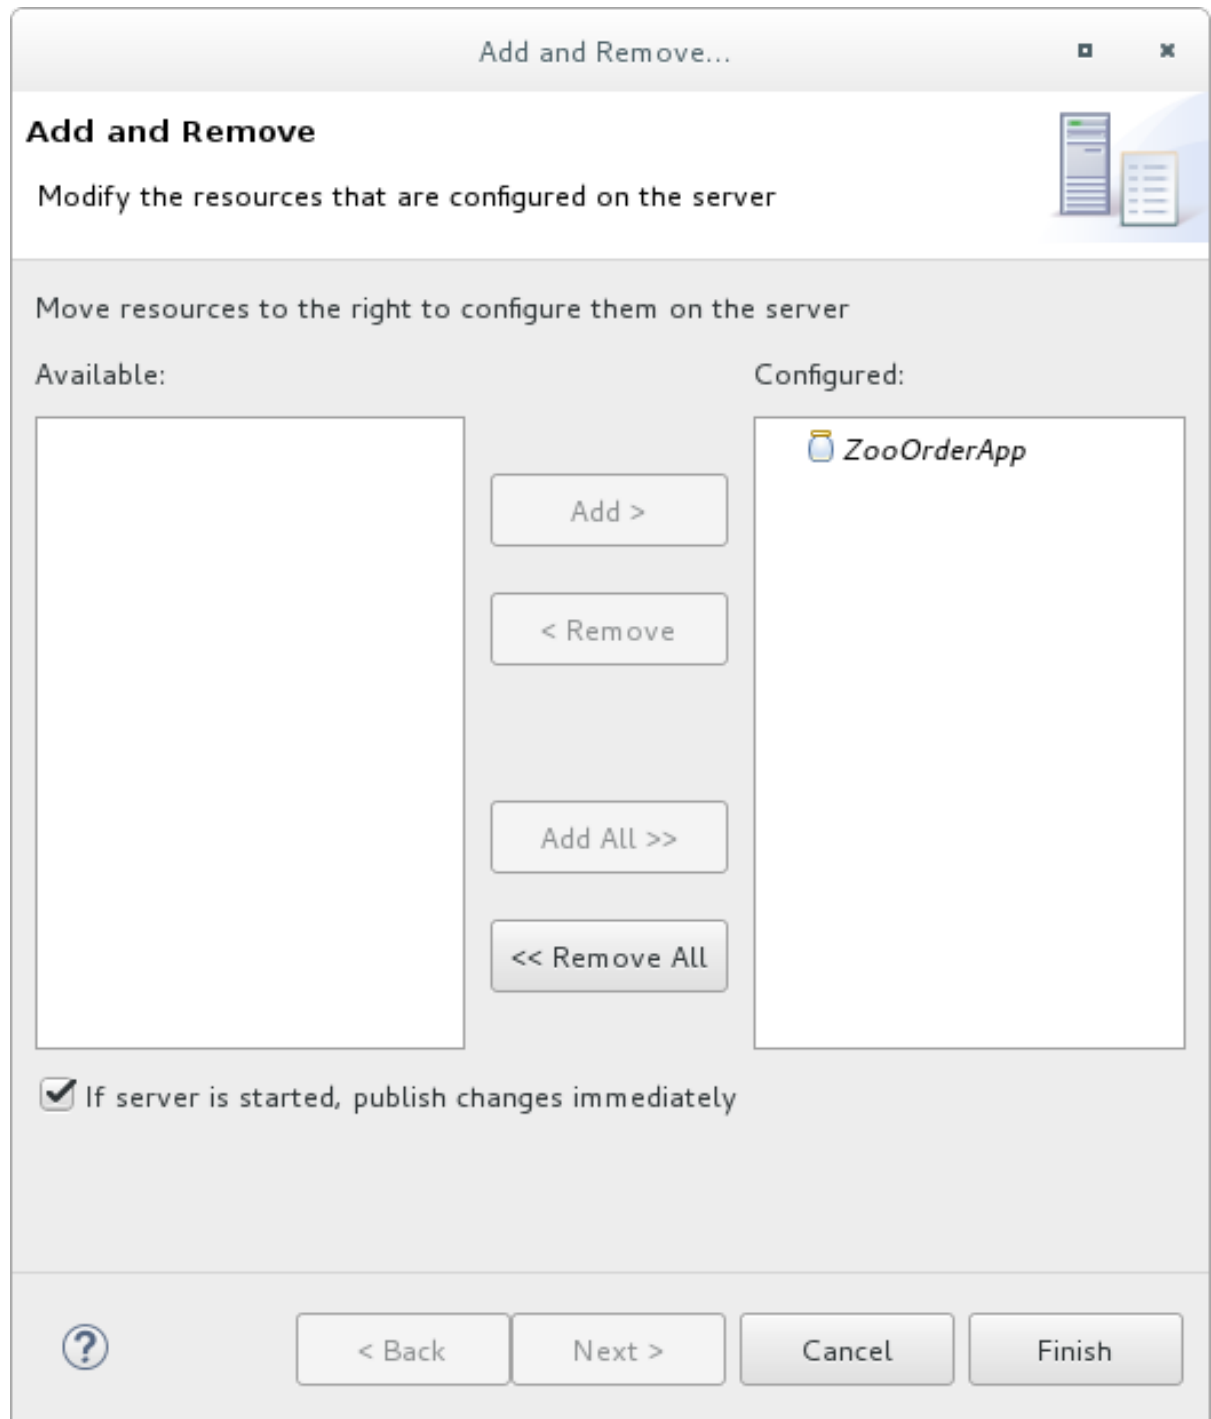 Add and Remove...
Add and Remove
Modify the resources that are configured on the server
Move resources to the right to configure them on the server
Available:
Configured:
ZooOrderApp
Add >
< Remove
Add All >>
<< Remove All
If server is started, publish changes immediately
?
< Back
Next >
Cancel
Finish